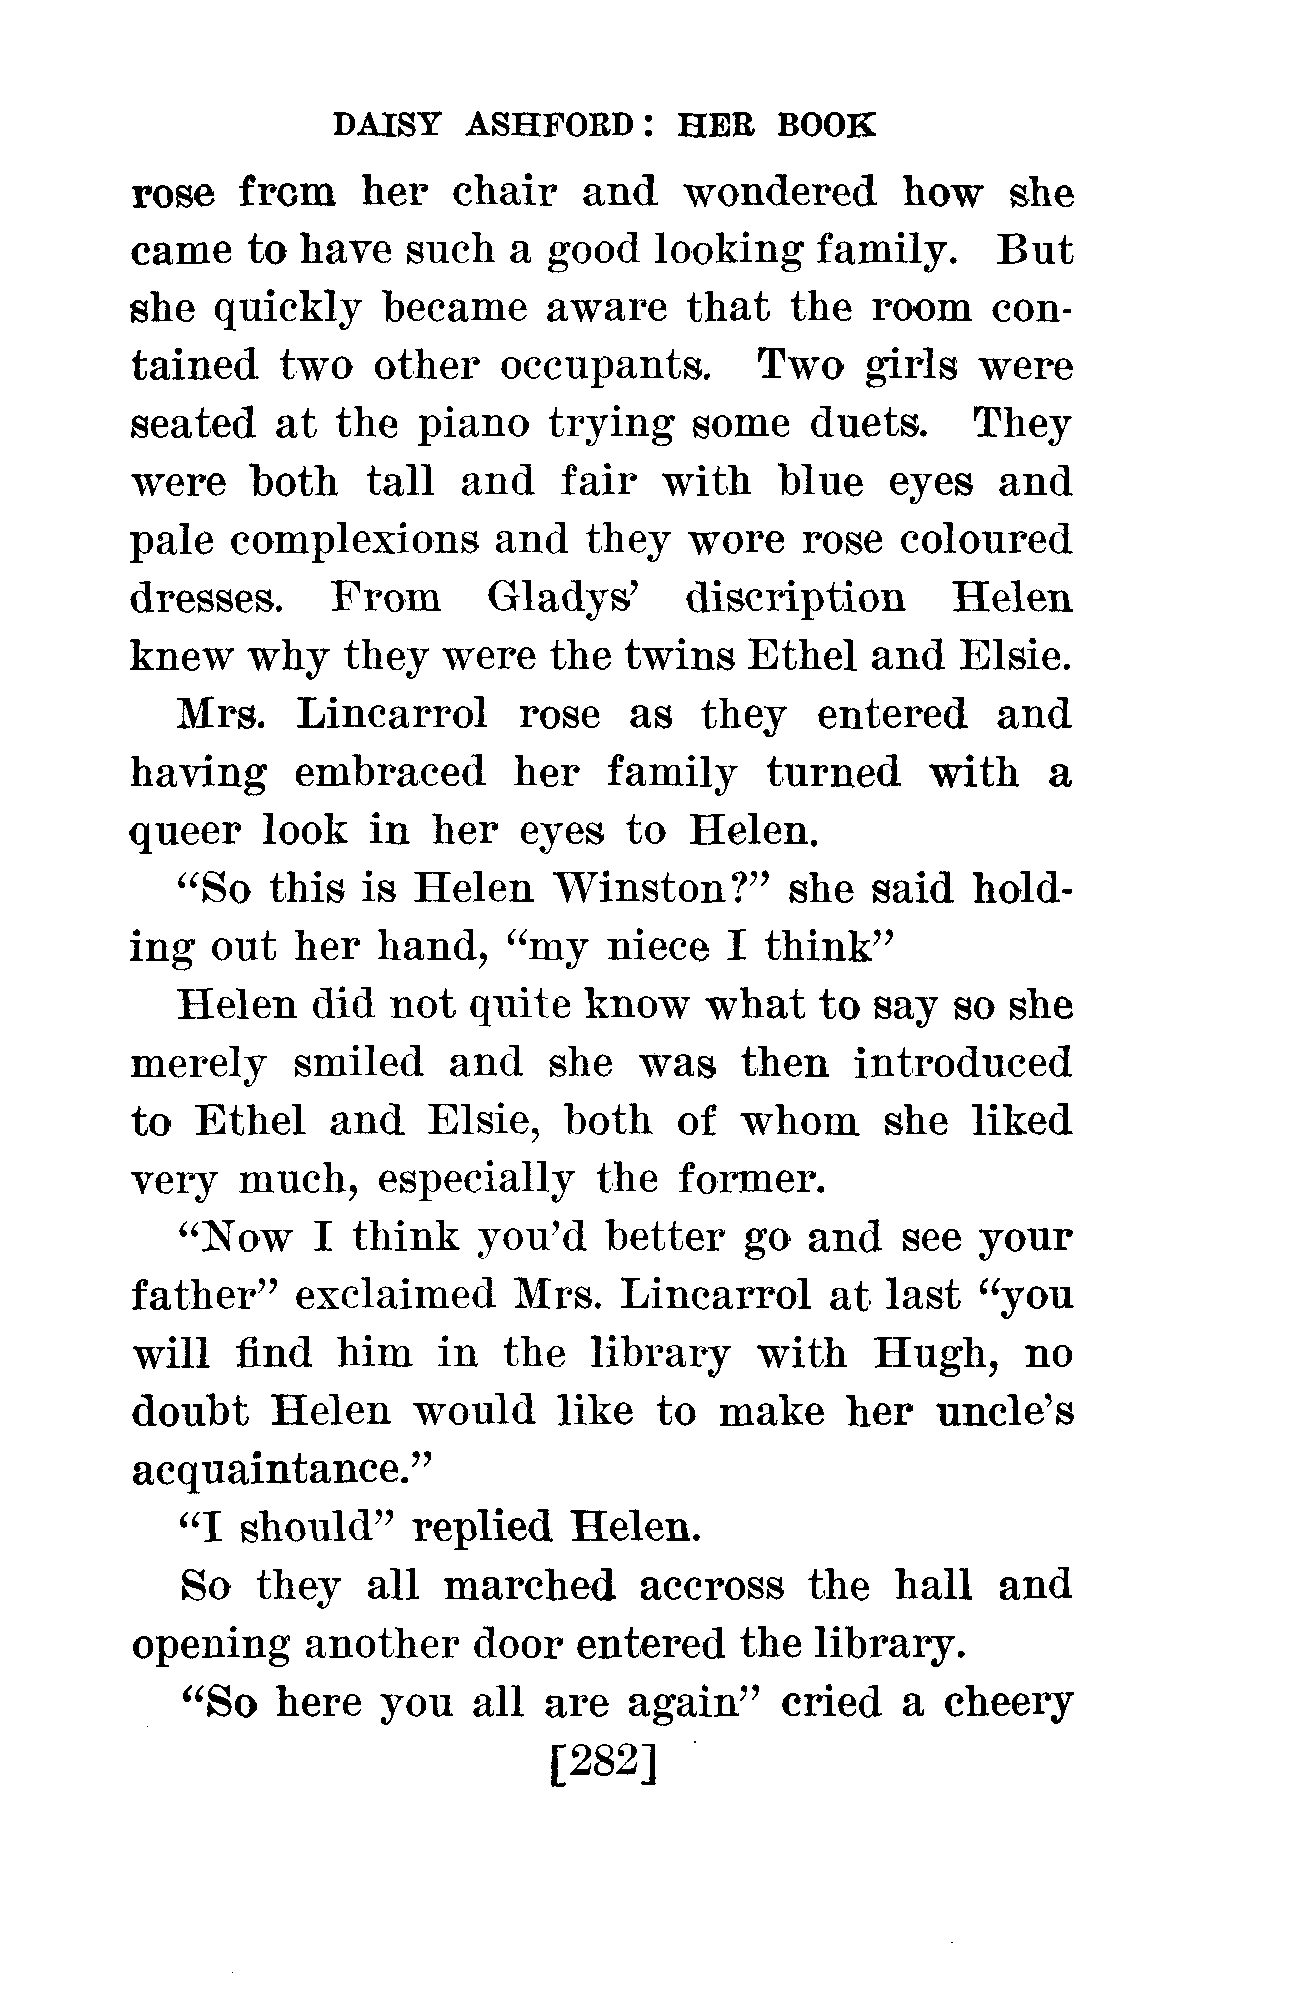 DAISY ASHFORD: HER BOOK
rose from her chair and wondered how she
came to have such a good looking family. But
she quickly became aware that the room con-
tained two other occupants. Two girls were
seated at the piano trying some duets. They
were both tall and fair with blue eyes and
pale complexions and they wore rose coloured
dresses. From Gladys’ discription Helen
knew why they were the twins Ethel and Elsie.
Mrs. Lincarrol rose as they entered and
having embraced her family turned with a
queer look in her eyes to Helen.
“So this is Helen Winston?” she said hold-
ing out her hand, “my niece I think”
Helen did not quite know what to say so she
merely smiled and she was then introduced
to Ethel and Elsie, both of whom she liked
very much, especially the former.
“Now I think you’d better go and see your
father” exclaimed Mrs. Lincarrol at last “you
will find him in the library with Hugh, no
doubt Helen would like to make her uncle’s
acquaintance.”
“I should” replied Helen.
So they all marched accross the hall and
opening another door entered the library.
“So here you all are again” cried a cheery
[282]